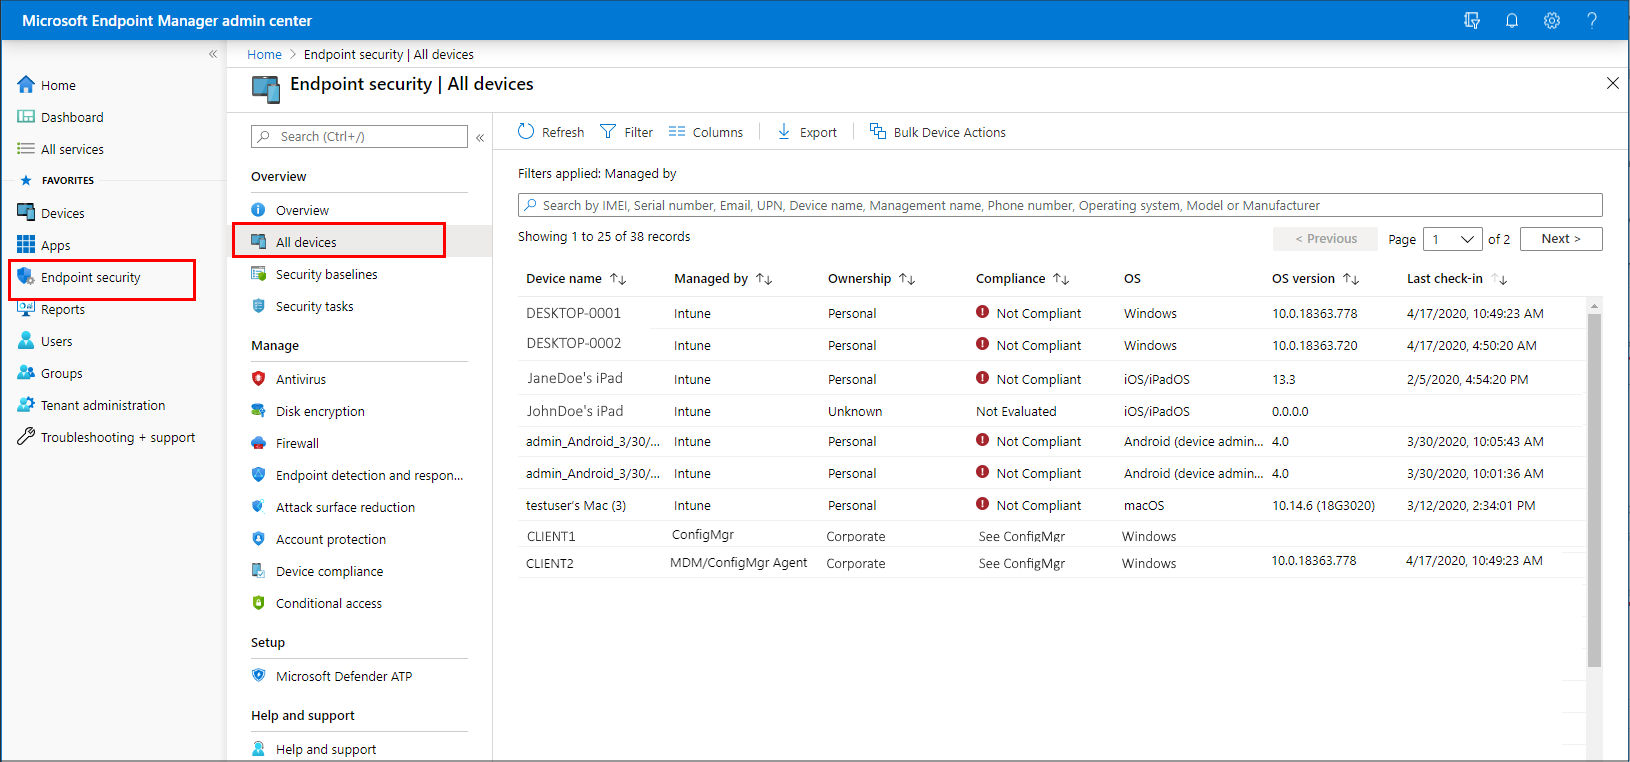 Microsoft Endpoint Manager admin center
Home > Endpoint security | All devices
Endpoint security | All devices
Home
Dashboard
All services
FAVORITES
Devices
Apps
Endpoint security
Reports
Users
Groups
Tenant administration
Troubleshooting + support
Search (Ctrl+/)
Overview
Overview
All devices
Security baselines
Security tasks
Manage
Antivirus
Disk encryption
Firewall
Endpoint detection and respon...
Attack surface reduction
Account protection
Device compliance
Conditional access
Setup
Microsoft Defender ATP
Help and support
Help and support
Refresh Filter Columns Export Bulk Device Actions
Filters applied: Managed by
Search by IMEI, Serial number, Email, UPN, Device name, Management name, Phone number, Operating system, Model or Manufacturer
Showing 1 to 25 of 38 records
< Previous Page 1 of 2 Next >
Device name Managed by Ownership Compliance OS OS version Last check-in
DESKTOP-0001 Intune Personal Not Compliant Windows 10.0.18363.778 4/17/2020, 10:49:23 AM
DESKTOP-0002 Intune Personal Not Compliant Windows 10.0.18363.720 4/17/2020, 4:50:20 AM
JaneDoe's iPad Intune Personal Not Compliant iOS/iPadOS 13.3 2/5/2020, 4:54:20 PM
JohnDoe's iPad Intune Unknown Not Evaluated iOS/iPadOS 0.0.0.0
admin_Android_3/30/... Intune Personal Not Compliant Android (device admin... 4.0 3/30/2020, 10:05:43 AM
admin_Android_3/30/... Intune Personal Not Compliant Android (device admin... 4.0 3/30/2020, 10:01:36 AM
testuser's Mac (3) Intune Personal Not Compliant macOS 10.14.6 (18G3020) 3/12/2020, 2:34:01 PM
CLIENT1 ConfigMgr Corporate See ConfigMgr Windows
CLIENT2 MDM/ConfigMgr Agent Corporate See ConfigMgr Windows 10.0.18363.778 4/17/2020, 10:49:23 AM